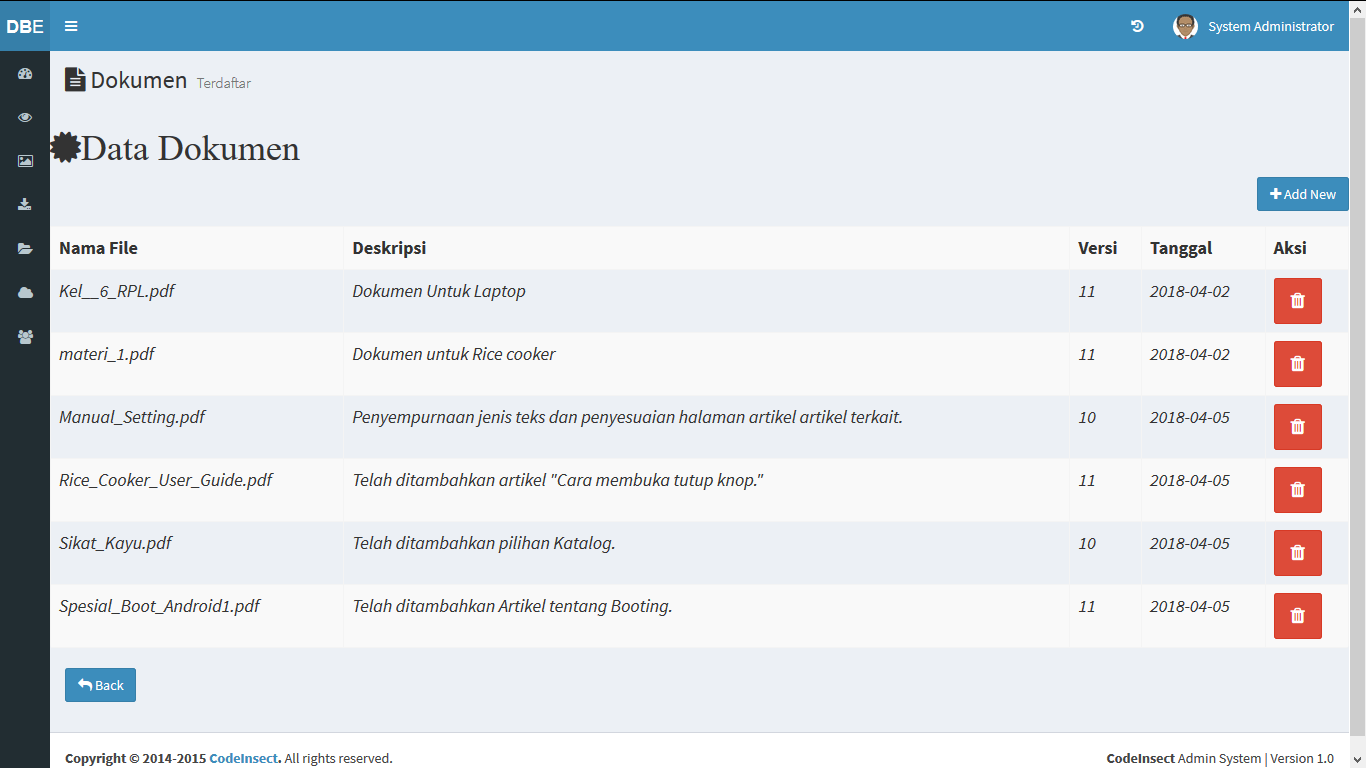 DBE
System Administrator
Dokumen Terdaftar
Data Dokumen
Add New
Nama File Deskripsi Versi Tanggal Aksi
Kel__6_RPL.pdf Dokumen Untuk Laptop 11 2018-04-02
materi_1.pdf Dokumen untuk Rice cooker 11 2018-04-02
Manual_Setting.pdf Penyempurnaan jenis teks dan penyesuaian halaman artikel artikel terkait. 10 2018-04-05
Rice_Cooker_User_Guide.pdf Telah ditambahkan artikel "Cara membuka tutup knop." 11 2018-04-05
Sikat_Kayu.pdf Telah ditambahkan pilihan Katalog. 10 2018-04-05
Spesial_Boot_Android1.pdf Telah ditambahkan Artikel tentang Booting. 11 2018-04-05
Back
Copyright © 2014-2015 CodeInsect. All rights reserved. CodeInsect Admin System | Version 1.0